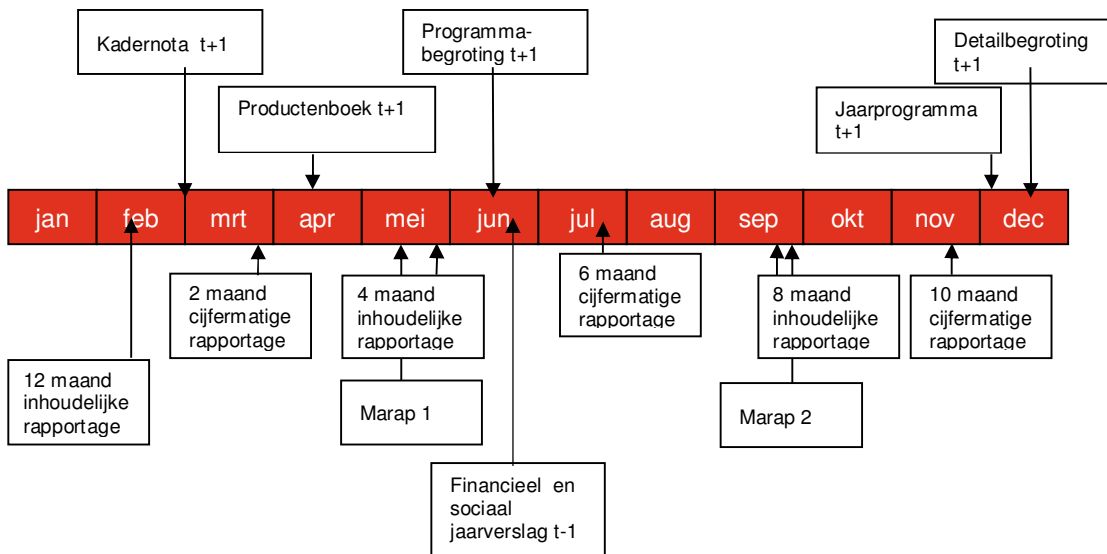 Kadernota t+1
Programma-
begroting t+1
Detailbegroting
t+1
Productenboek t+1
Jaarprogramma
t+1
jan feb mrt apr mei jun jul aug sep okt nov dec
2 maand
cijfermatige
rapportage
4 maand
inhoudelijke
rapportage
6 maand
cijfermatige
rapportage
8 maand
inhoudelijke
rapportage
10 maand
cijfermatige
rapportage
12 maand
inhoudelijke
rapportage
Marap 1
Marap 2
Financieel en
sociaal
jaarverslag t-1